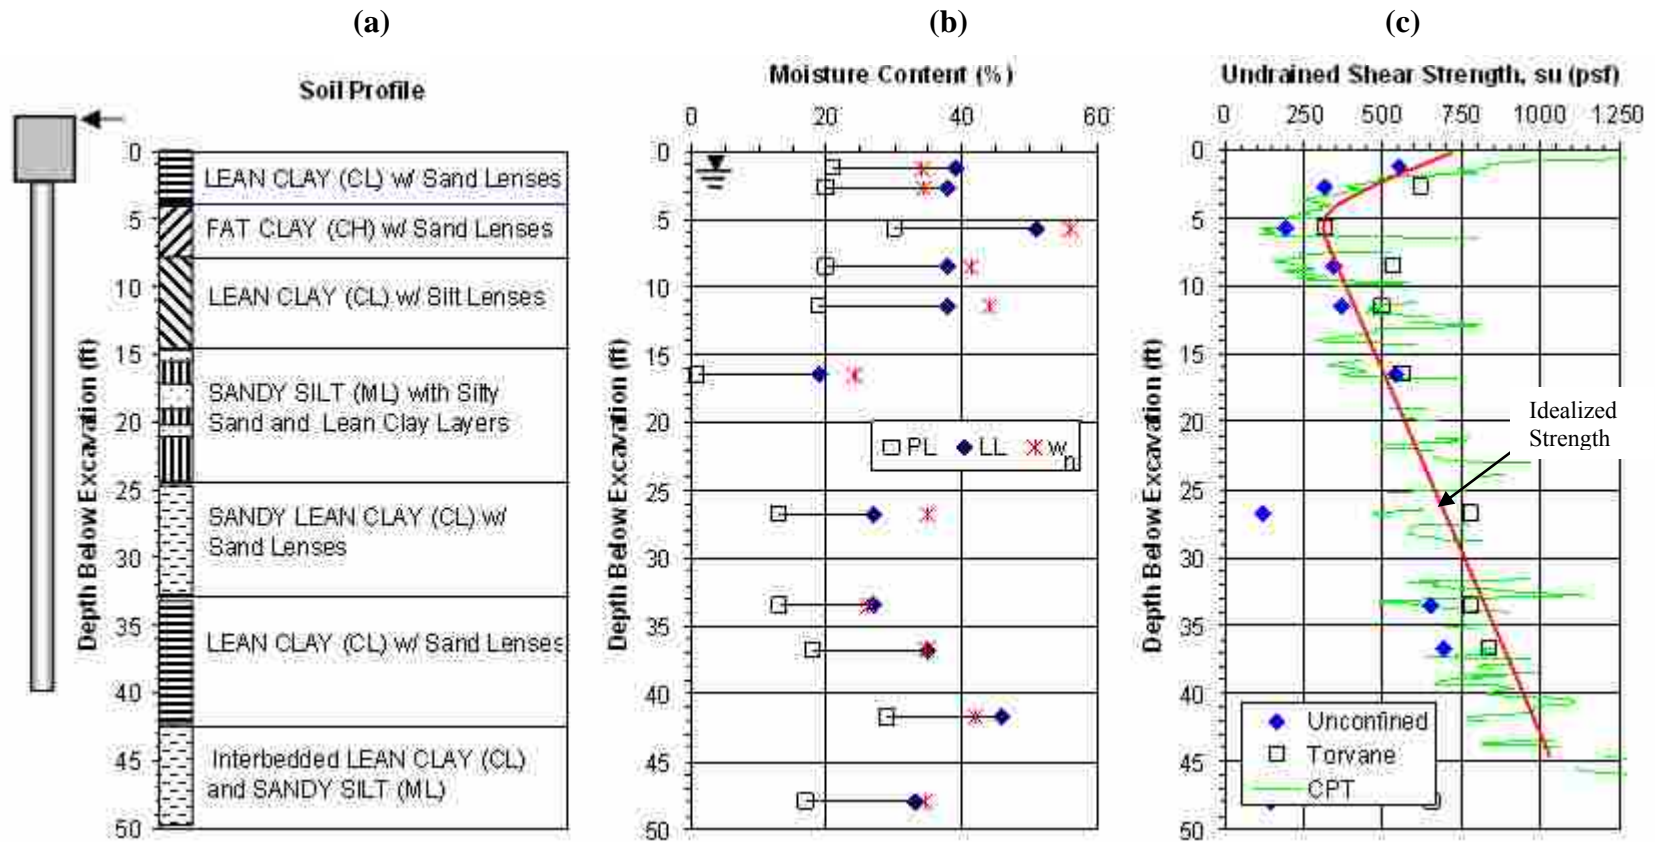 (a)
(b)
(c)
Soil Profile
Moisture Content (%)
Undrained Shear Strength, su (psf)
0 20 40 60
0 250 500 750 1000 1250
Depth Below Excavation (ft)
0
5
10
15
20
25
30
35
40
45
50
LEAN CLAY (CL) w/ Sand Lenses
FAT CLAY (CH) w/ Sand Lenses
LEAN CLAY (CL) w/ Silt Lenses
SANDY SILT (ML) with Silty
Sand and Lean Clay Layers
SANDY LEAN CLAY (CL) w/
Sand Lenses
LEAN CLAY (CL) w/ Sand Lenses
Interbedded LEAN CLAY (CL)
and SANDY SILT (ML)
Depth Below Excavation (ft)
0
5
10
15
20
25
30
35
40
45
50
PL LL wn
Depth Below Excavation (ft)
0
5
10
15
20
25
30
35
40
45
50
Idealized
Strength
Unconfined
Torvane
CPT